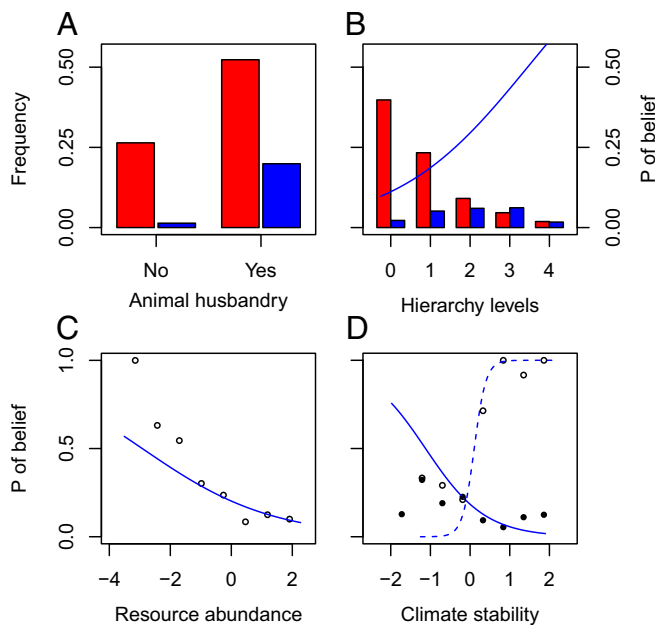 A
B
0.50
0.50
Frequency
0.25
0.25
P of belief
0.00
0.00
No
Yes
0
1
2
3
4
Animal husbandry
Hierarchy levels
C
D
1.0
P of belief
0.5
0.0
−4
−2
0
2
−2
−1
0
1
2
Resource abundance
Climate stability